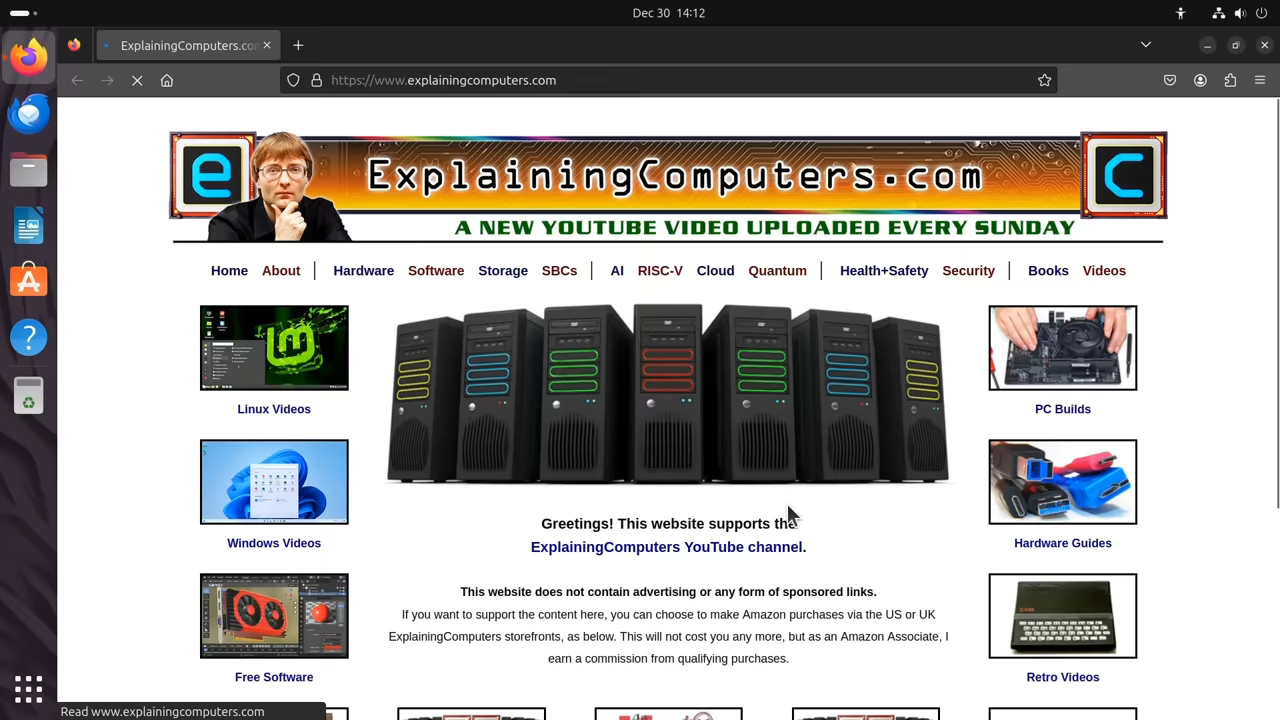 Dec 30 14:12
ExplainingComputers.co
https://www.explainingcomputers.com
e
ExplainingComputers.com
C
A NEW YOUTUBE VIDEO UPLOADED EVERY SUNDAY
Home About | Hardware Software Storage SBCs | AI RISC-V Cloud Quantum | Health+Safety Security | Books Videos
Linux Videos
PC Builds
Windows Videos
Hardware Guides
Greetings! This website supports the
ExplainingComputers YouTube channel.
This website does not contain advertising or any form of sponsored links.
If you want to support the content here, you can choose to make Amazon purchases via the US or UK
ExplainingComputers storefronts, as below. This will not cost you any more, but as an Amazon Associate, I
earn a commission from qualifying purchases.
Free Software
Retro Videos
Read www.explainingcomputers.com